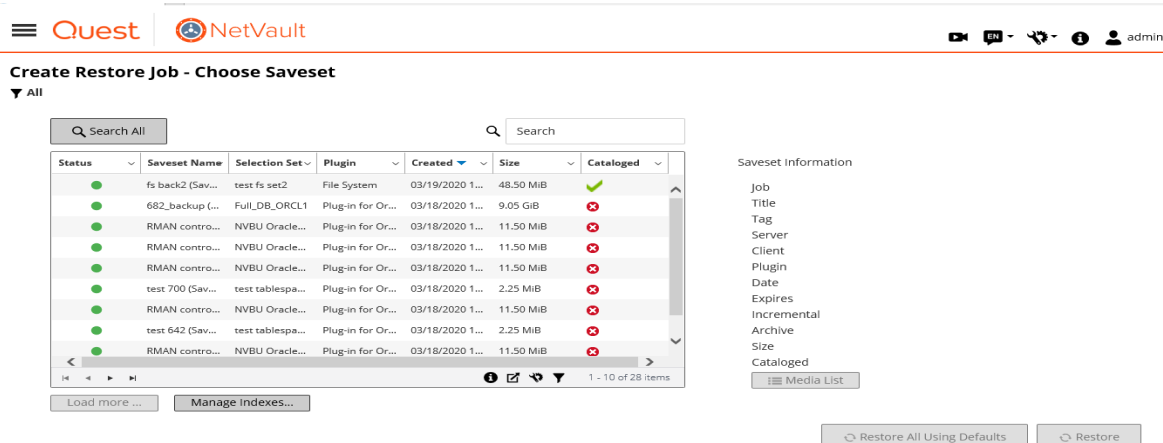 Quest NetVault EN admin
Create Restore Job - Choose Saveset
All
Search All Search
Status Saveset Name Selection Set Plugin Created Size Cataloged
fs back2 (Sav... test fs set2 File System 03/19/2020 1... 48.50 MiB
682_backup (... Full_DB_ORCL1 Plug-in for Or... 03/18/2020 1... 9.05 GiB
RMAN contro... NVBU Oracle... Plug-in for Or... 03/18/2020 1... 11.50 MiB
RMAN contro... NVBU Oracle... Plug-in for Or... 03/18/2020 1... 11.50 MiB
RMAN contro... NVBU Oracle... Plug-in for Or... 03/18/2020 1... 11.50 MiB
test 700 (Sav... test tablespa... Plug-in for Or... 03/18/2020 1... 2.25 MiB
RMAN contro... NVBU Oracle... Plug-in for Or... 03/18/2020 1... 11.50 MiB
test 642 (Sav... test tablespa... Plug-in for Or... 03/18/2020 1... 2.25 MiB
RMAN contro... NVBU Oracle... Plug-in for Or... 03/18/2020 1... 11.50 MiB
1 - 10 of 28 items
Load more ... Manage Indexes...
Saveset Information
Job
Title
Tag
Server
Client
Plugin
Date
Expires
Incremental
Archive
Size
Cataloged
Media List
Restore All Using Defaults Restore